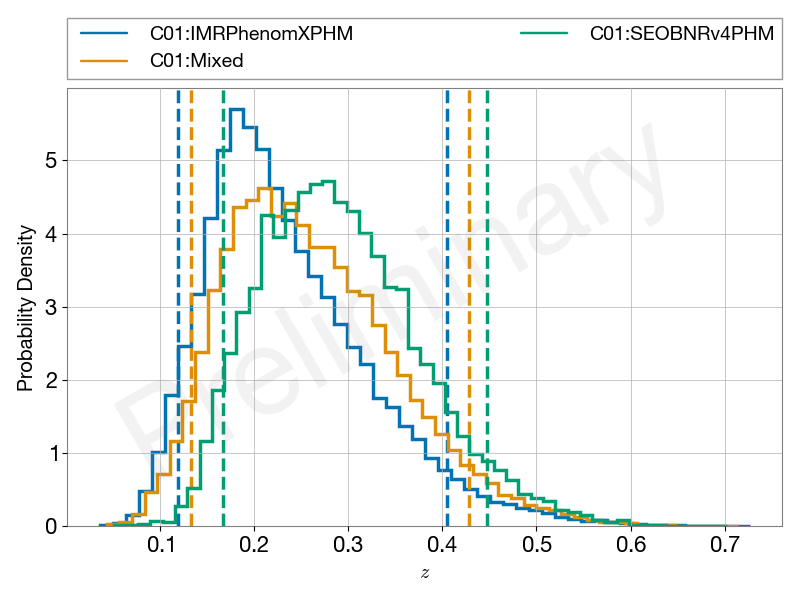 C01:IMRPhenomXPHM
C01:Mixed
C01:SEOBNRv4PHM
Preliminary
Probability Density
5
4
3
2
1
0
0.1 0.2 0.3 0.4 0.5 0.6 0.7
z